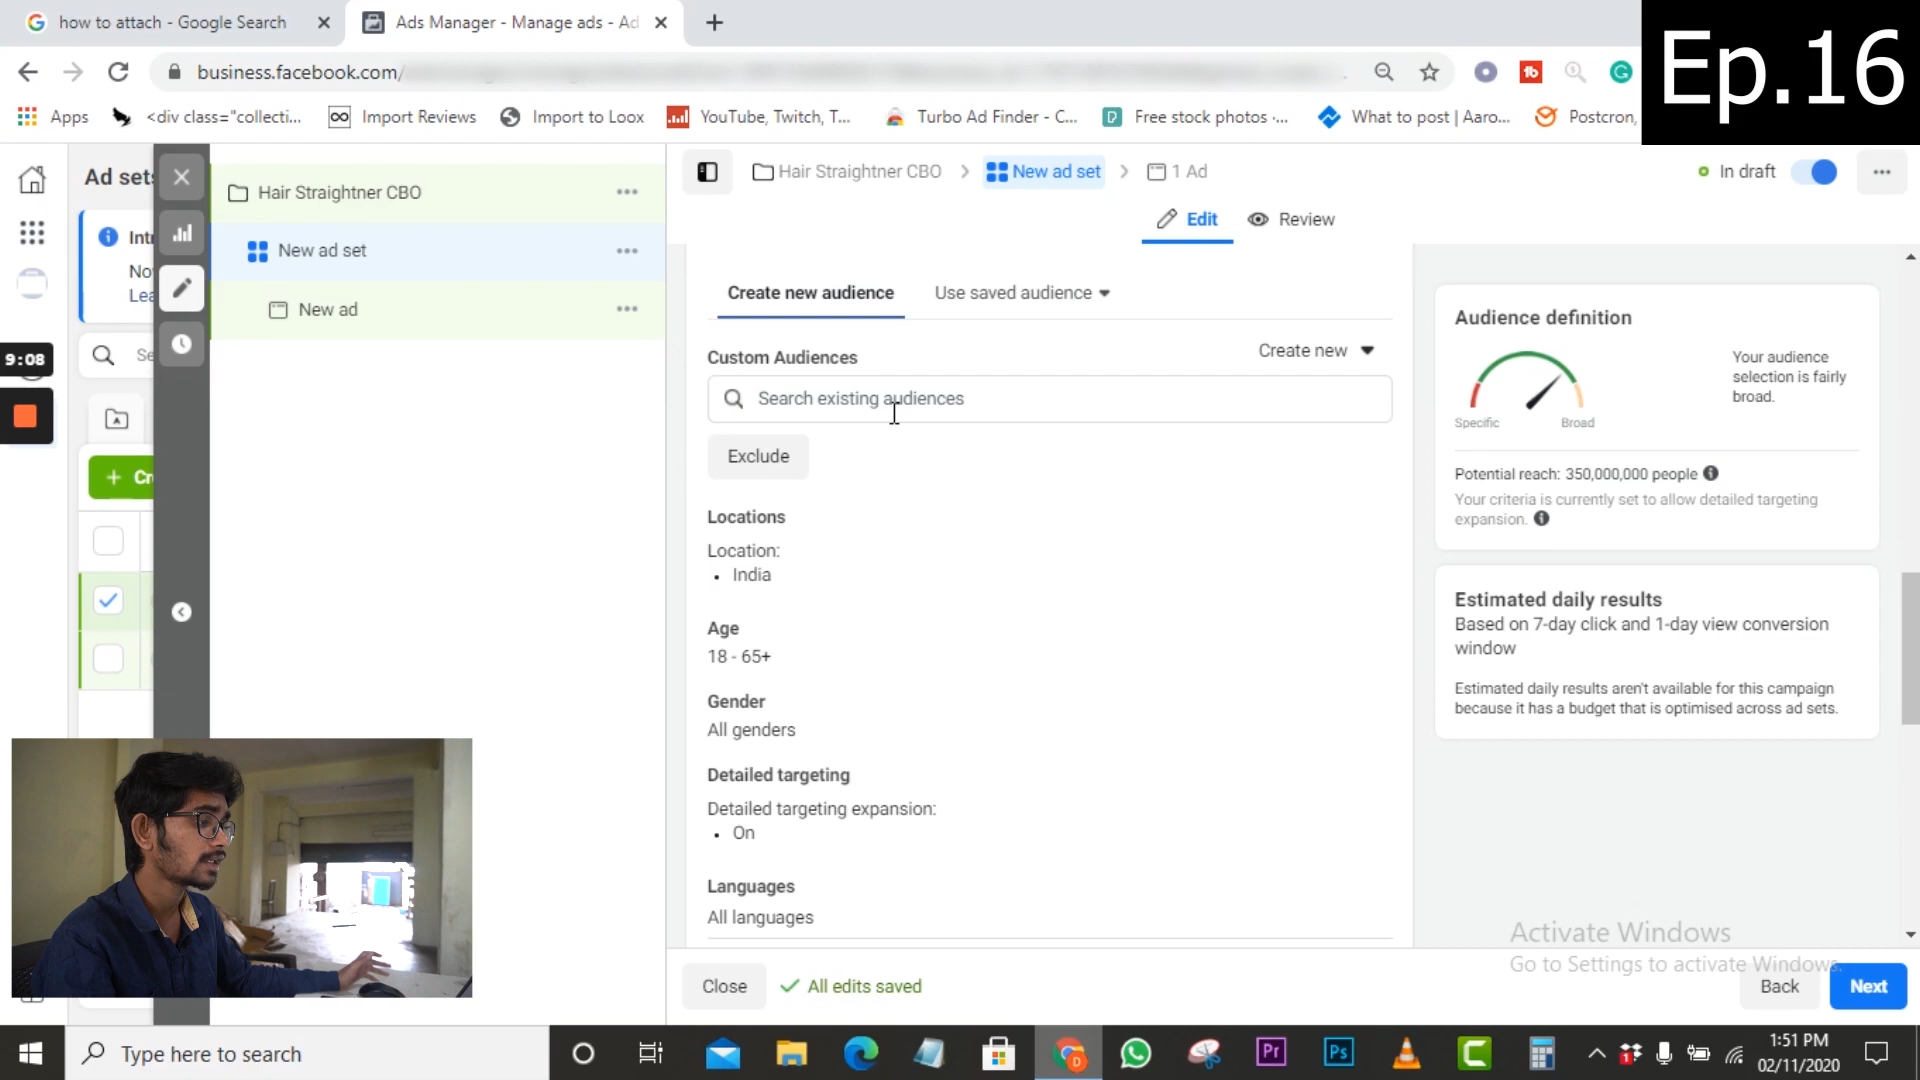 how to attach - Google Search
Ads Manager - Manage ads - Ad
Ep.16
business.facebook.com/
Apps
<div class="collecti...
Import Reviews
Import to Loox
YouTube, Twitch, T...
Turbo Ad Finder - C...
Free stock photos -...
What to post | Aaro...
Postcron,
Ad sets
Hair Straightner CBO
Hair Straightner CBO
New ad set
1 Ad
In draft
Edit
Review
Int
No
Lea
New ad set
New ad
Se
9:08
Cr
Create new audience
Use saved audience
Custom Audiences
Create new
Search existing audiences
Exclude
Locations
Location:
• India
Age
18 - 65+
Gender
All genders
Detailed targeting
Detailed targeting expansion:
• On
Languages
All languages
Audience definition
Your audience
selection is fairly
broad.
Specific
Broad
Potential reach: 350,000,000 people
Your criteria is currently set to allow detailed targeting
expansion.
Estimated daily results
Based on 7-day click and 1-day view conversion
window
Estimated daily results aren't available for this campaign
because it has a budget that is optimised across ad sets.
Activate Windows
Go to Settings to activate Windows.
Close
All edits saved
Back
Next
Type here to search
Pr
Ps
1:51 PM
02/11/2020